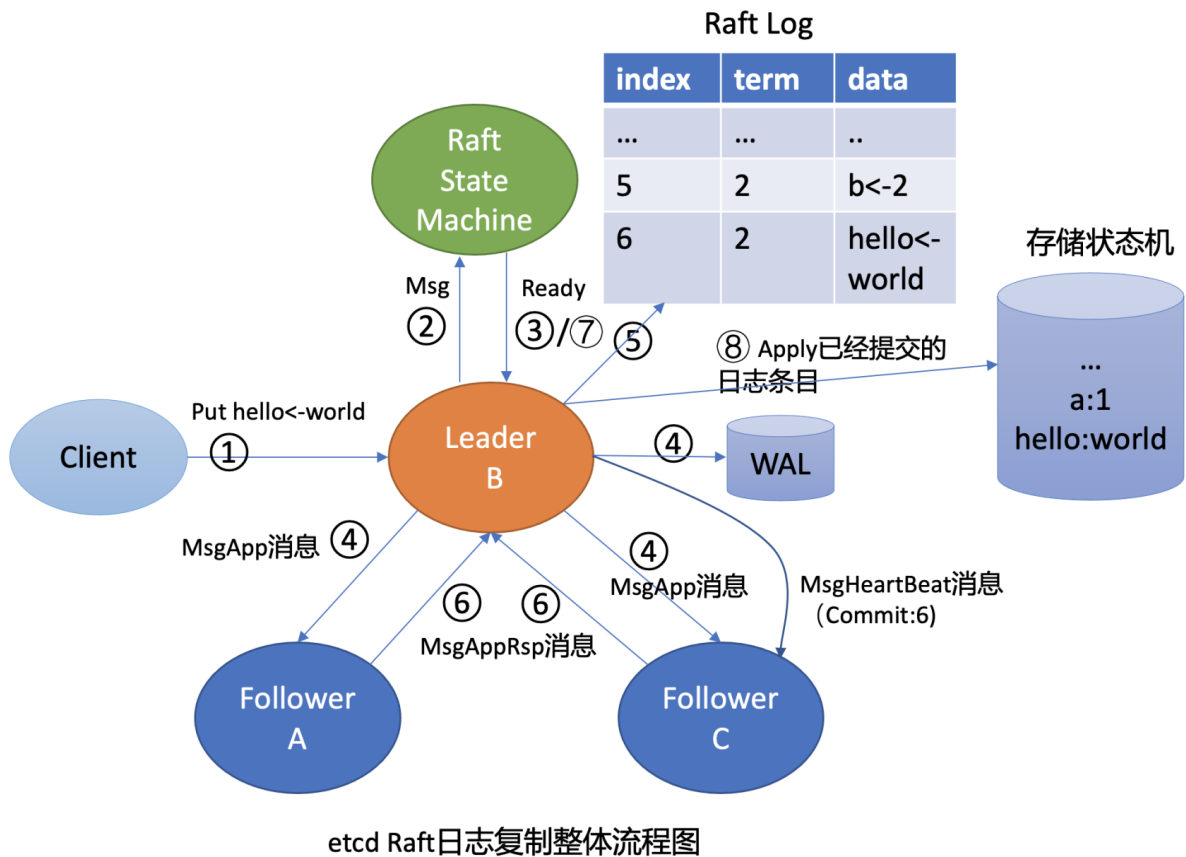 Raft Log
index term data
... ... ..
5 2 b<-2
6 2 hello<-
world
Raft
State
Machine
存储状态机
...
a:1
hello:world
Msg
②
Ready
③/⑦
⑤
⑧ Apply已经提交的
日志条目
Put hello<-world
①
Client
Leader
B
④
WAL
MsgApp消息 ④
④
MsgApp消息
MsgHeartBeat消息
（Commit:6)
⑥ ⑥
MsgAppRsp消息
Follower
A
Follower
C
etcd Raft日志复制整体流程图